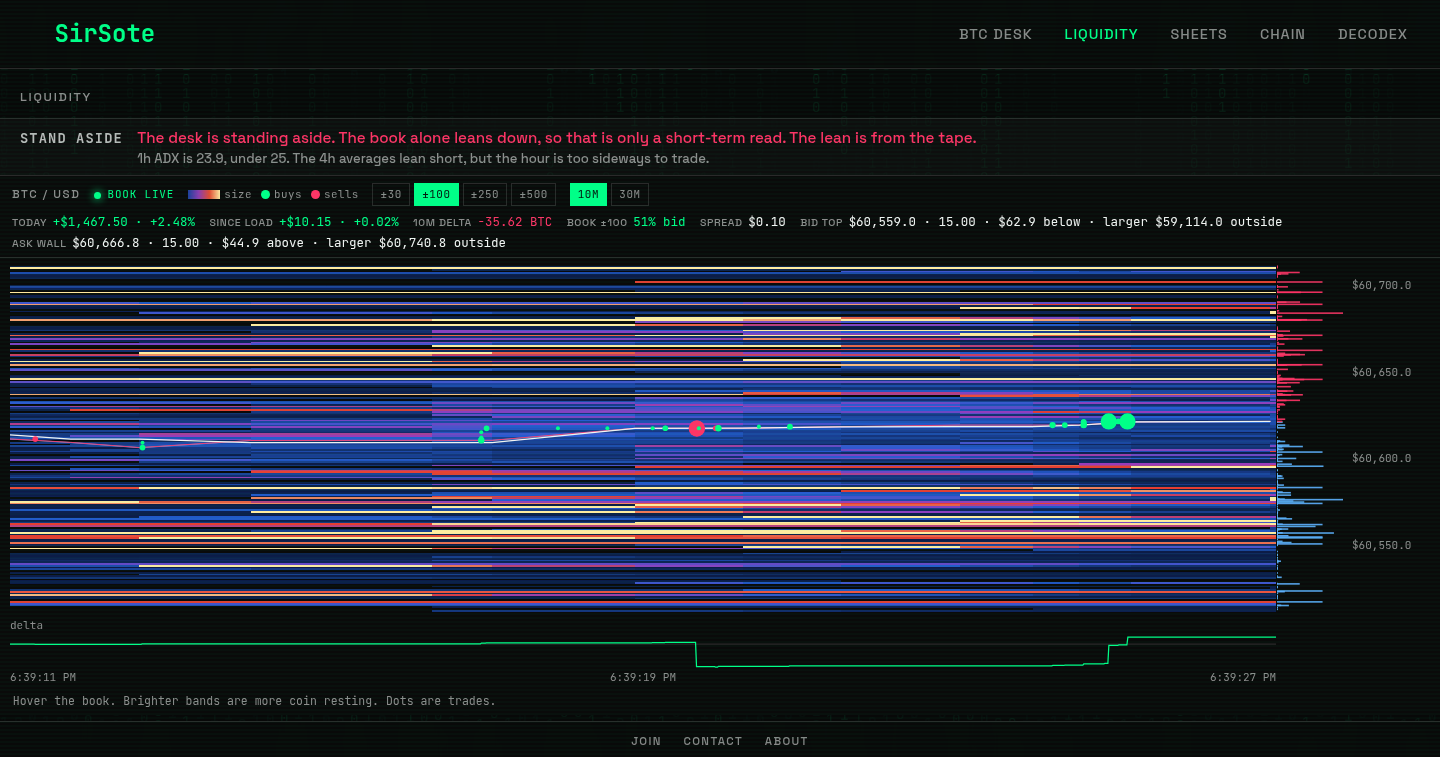 SirSote
BTC DESK LIQUIDITY SHEETS CHAIN DECODEX
LIQUIDITY
STAND ASIDE The desk is standing aside. The book alone leans down, so that is only a short-term read. The lean is from the tape.
1h ADX is 23.9, under 25. The 4h averages lean short, but the hour is too sideways to trade.
BTC / USD BOOK LIVE size buys sells ±30 ±100 ±250 ±500 10M 30M
TODAY +$1,467.50 · +2.48% SINCE LOAD +$10.15 · +0.02% 10M DELTA -35.62 BTC BOOK ±100 51% bid SPREAD $0.10 BID TOP $60,559.0 · 15.00 · $62.9 below · larger $59,114.0 outside
ASK WALL $60,666.8 · 15.00 · $44.9 above · larger $60,740.8 outside
$60,700.0
$60,650.0
$60,600.0
$60,550.0
delta
6:39:11 PM 6:39:19 PM 6:39:27 PM
Hover the book. Brighter bands are more coin resting. Dots are trades.
JOIN CONTACT ABOUT